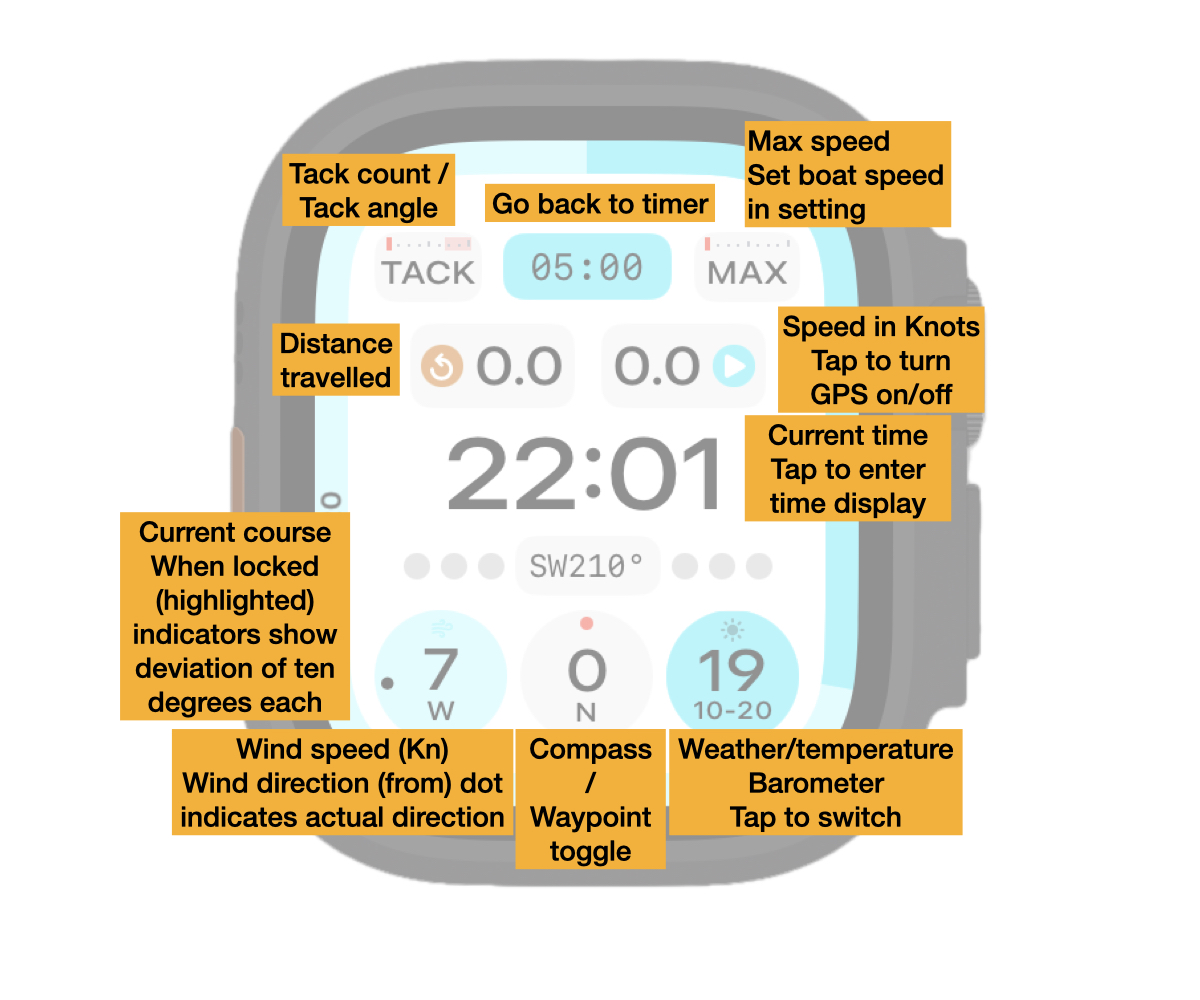 Max speed
Set boat speed
in setting
Tack count /
Tack angle
Go back to timer
TACK
05:00
MAX
Distance
travelled
0.0
0.0
Speed in Knots
Tap to turn
GPS on/off
22:01
Current time
Tap to enter
time display
0
Current course
When locked
(highlighted)
indicators show
deviation of ten
degrees each
SW210°
7
W
0
N
19
10-20
Wind speed (Kn)
Wind direction (from) dot
indicates actual direction
Compass
/
Waypoint
toggle
Weather/temperature
Barometer
Tap to switch